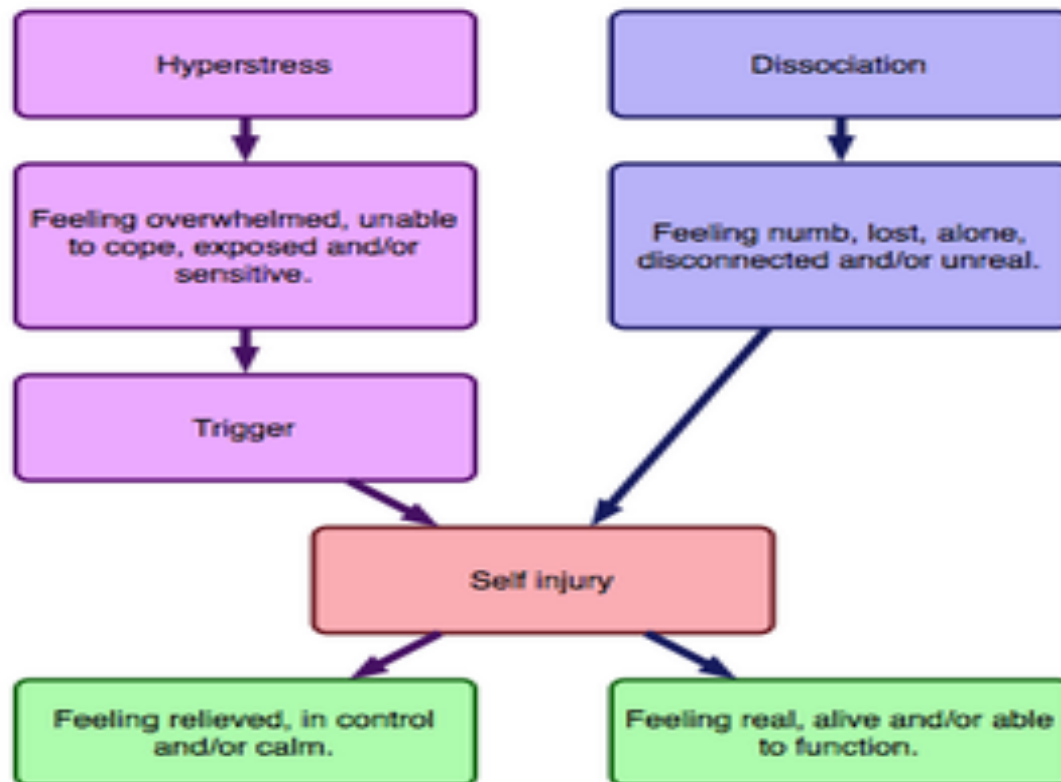 Hyperstress
Dissociation
Feeling overwhelmed, unable
to cope, exposed and/or
sensitive.
Feeling numb, lost, alone,
disconnected and/or unreal.
Trigger
Self injury
Feeling relieved, in control
and/or calm.
Feeling real, alive and/or able
to function.